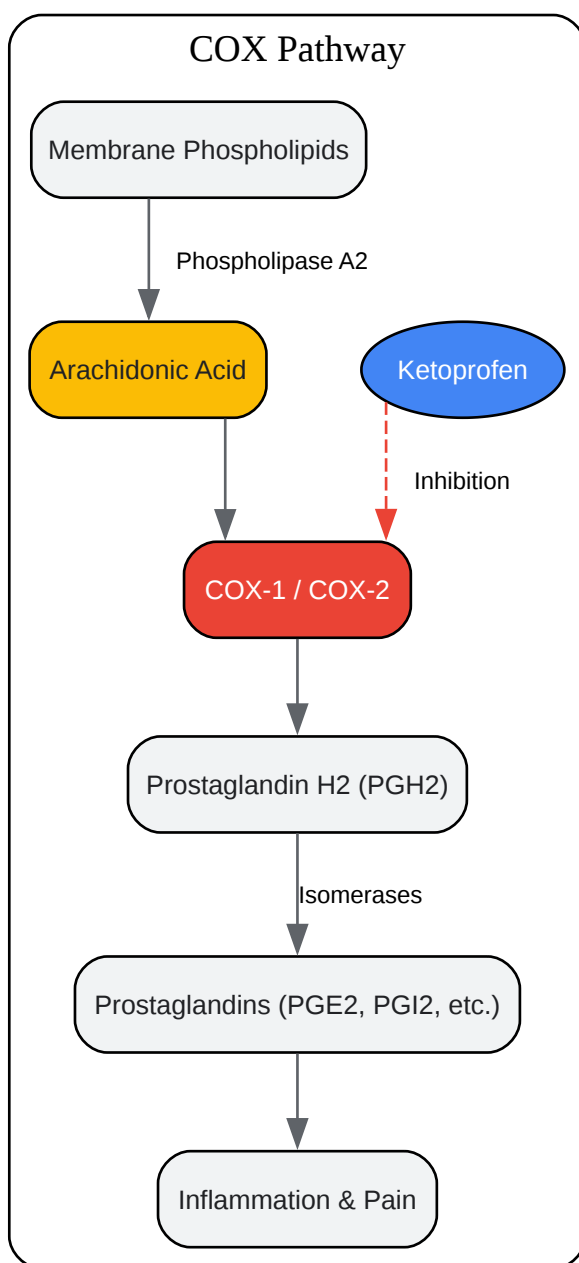 COX Pathway
Membrane Phospholipids
Phospholipase A2
Arachidonic Acid
Ketoprofen
Inhibition
COX-1 / COX-2
Prostaglandin H2 (PGH2)
Isomerases
Prostaglandins (PGE2, PGI2, etc.)
Inflammation & Pain